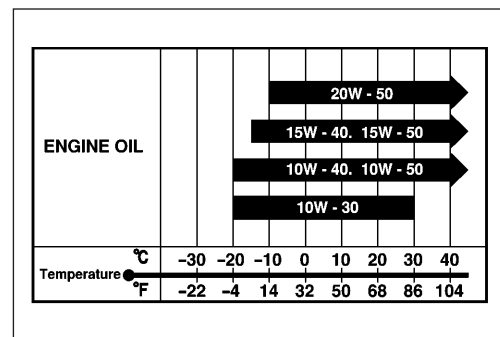 20W - 50
15W - 40. 15W - 50
ENGINE OIL
10W - 40. 10W - 50
10W - 30
°C -30 -20 -10 0 10 20 30 40
Temperature
°F -22 -4 14 32 50 68 86 104